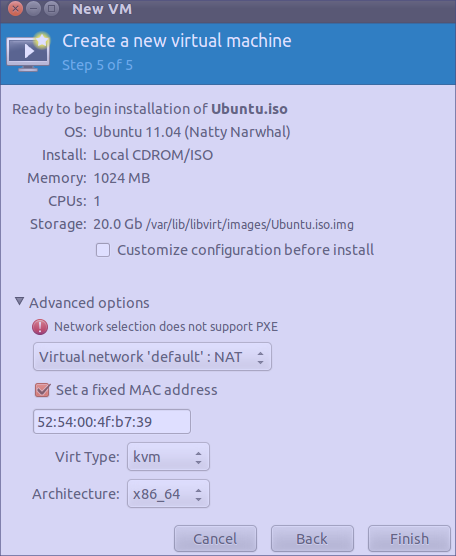 New VM
Create a new virtual machine
Step 5 of 5
Ready to begin installation of Ubuntu.iso
OS: Ubuntu 11.04 (Natty Narwhal)
Install: Local CDROM/ISO
Memory: 1024 MB
CPUs: 1
Storage: 20.0 Gb /var/lib/libvirt/images/Ubuntu.iso.img
Customize configuration before install
Advanced options
Network selection does not support PXE
Virtual network 'default' : NAT
Set a fixed MAC address
52:54:00:4f:b7:39
Virt Type: kvm
Architecture: x86_64
Cancel Back Finish